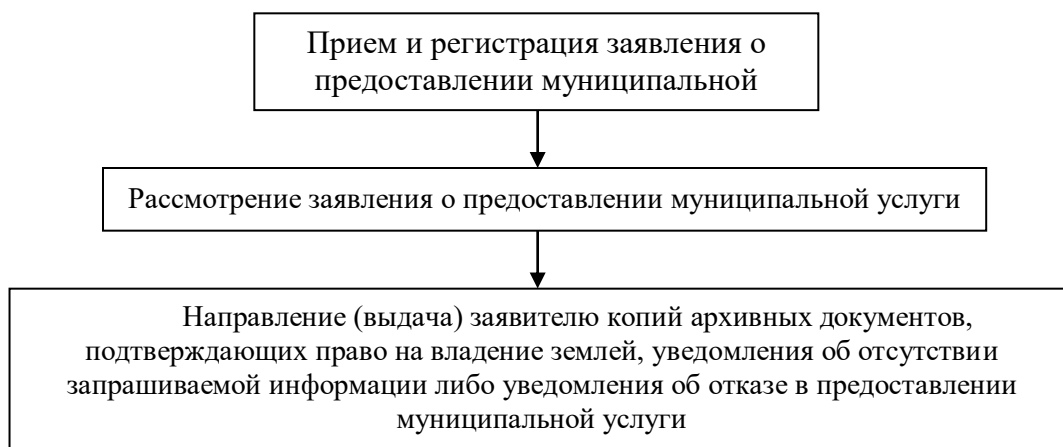 Прием и регистрация заявления о
предоставлении муниципальной
Рассмотрение заявления о предоставлении муниципальной услуги
Направление (выдача) заявителю копий архивных документов,
подтверждающих право на владение землей, уведомления об отсутствии
запрашиваемой информации либо уведомления об отказе в предоставлении
муниципальной услуги